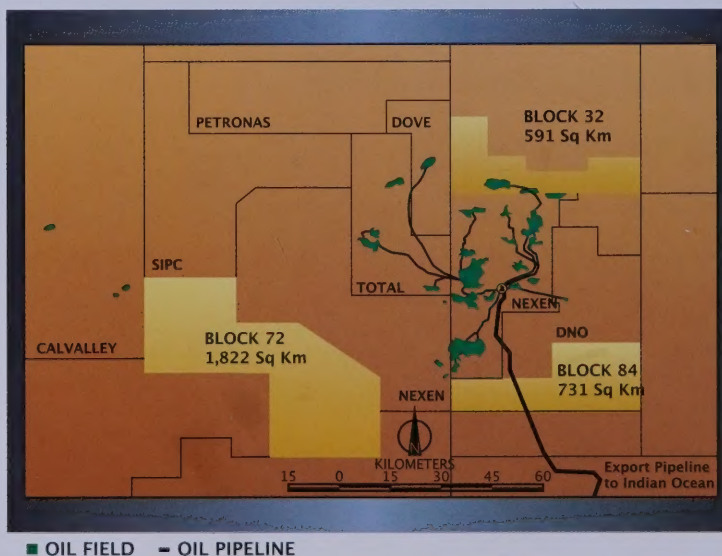 PETRONAS
DOVE
BLOCK 32
591 Sq Km
SIPC
TOTAL
NEXEN
BLOCK 72
1,822 Sq Km
DNO
CALVALLEY
BLOCK 84
731 Sq Km
NEXEN
N
KILOMETERS
15 0 15 30 45 60
Export Pipeline
to Indian Ocean
OIL FIELD OIL PIPELINE